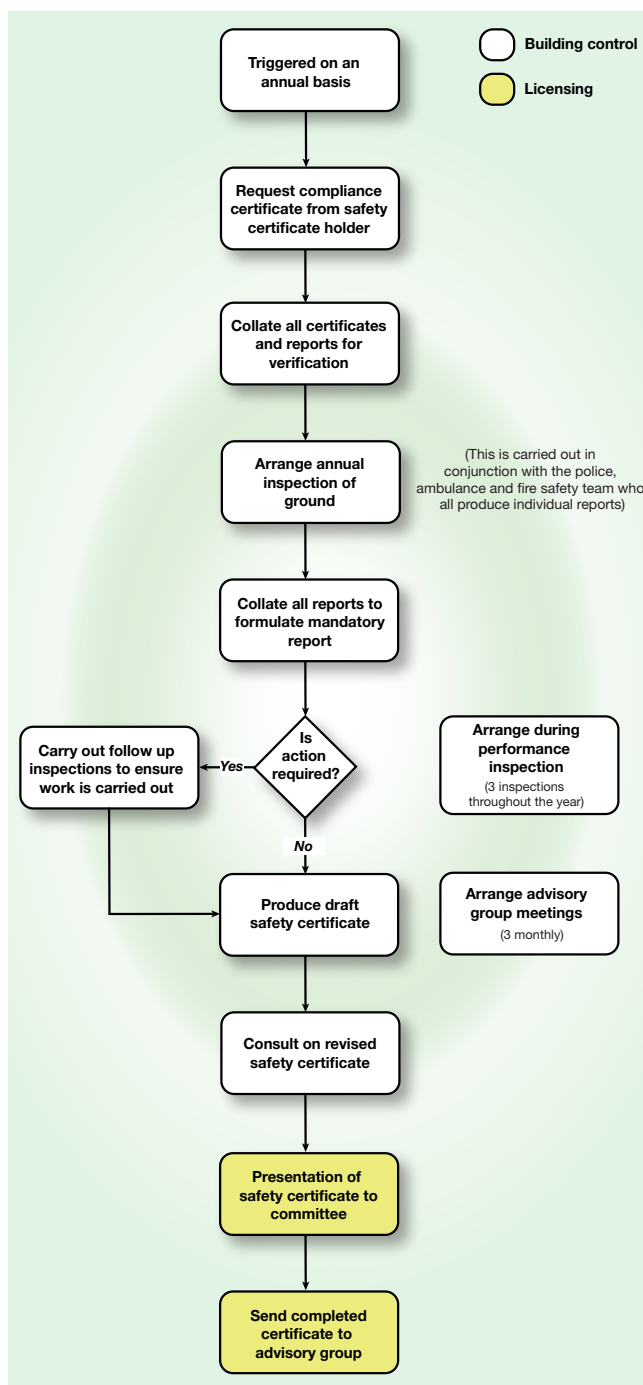 Building control
Licensing
Triggered on an
annual basis
Request compliance
certificate from safety
certificate holder
Collate all certificates
and reports for
verification
Arrange annual
inspection of
ground
(This is carried out in
conjunction with the police,
ambulance and fire safety team who
all produce individual reports)
Collate all reports to
formulate mandatory
report
Is
action
required?
Yes
Carry out follow up
inspections to ensure
work is carried out
No
Arrange during
performance
inspection
(3 inspections
throughout the year)
Produce draft
safety certificate
Arrange advisory
group meetings
(3 monthly)
Consult on revised
safety certificate
Presentation of
safety certificate to
committee
Send completed
certificate to
advisory group